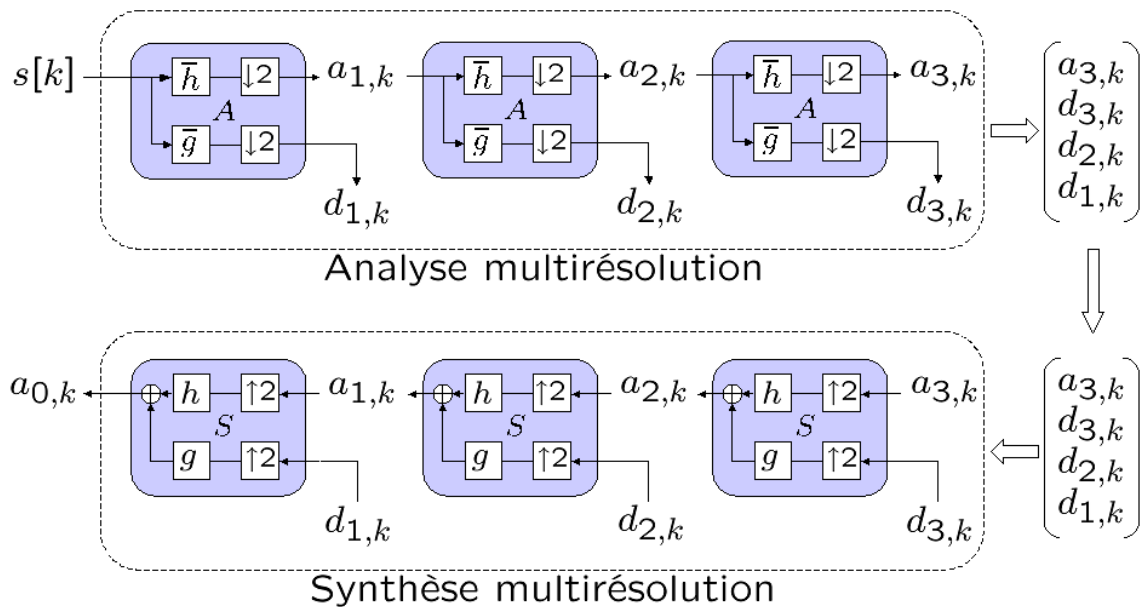 s[k] h̅ ↓2 a₁,ₖ h̅ ↓2 a₂,ₖ h̅ ↓2 a₃,ₖ
A A A
g̅ ↓2 g̅ ↓2 g̅ ↓2
d₁,ₖ d₂,ₖ d₃,ₖ
a₃,ₖ
d₃,ₖ
d₂,ₖ
d₁,ₖ
Analyse multirésolution
a₀,ₖ h ↑2 a₁,ₖ h ↑2 a₂,ₖ h ↑2 a₃,ₖ
S S S
g ↑2 g ↑2 g ↑2
d₁,ₖ d₂,ₖ d₃,ₖ
a₃,ₖ
d₃,ₖ
d₂,ₖ
d₁,ₖ
Synthèse multirésolution